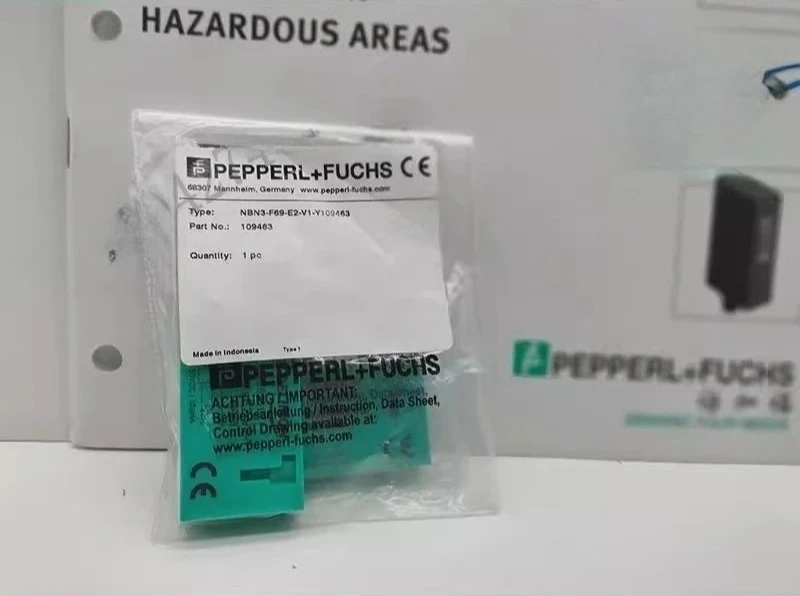 HAZARDOUS AREAS
PEPPERL+FUCHS CE
68307 Mannheim, Germany www.pepperl-fuchs.com
Type: NBN3-F69-E2-V1-Y109463
Part No.: 109463
Quantity: 1 pc
Made in Indonesia Type 1
PEPPERL+FUCHS
ACHTUNG / IMPORTANT:
Betriebsanleitung / Instruction, Data Sheet,
Control Drawing available at:
www.pepperl-fuchs.com
CE
CE
PEPPERL+FUCHS